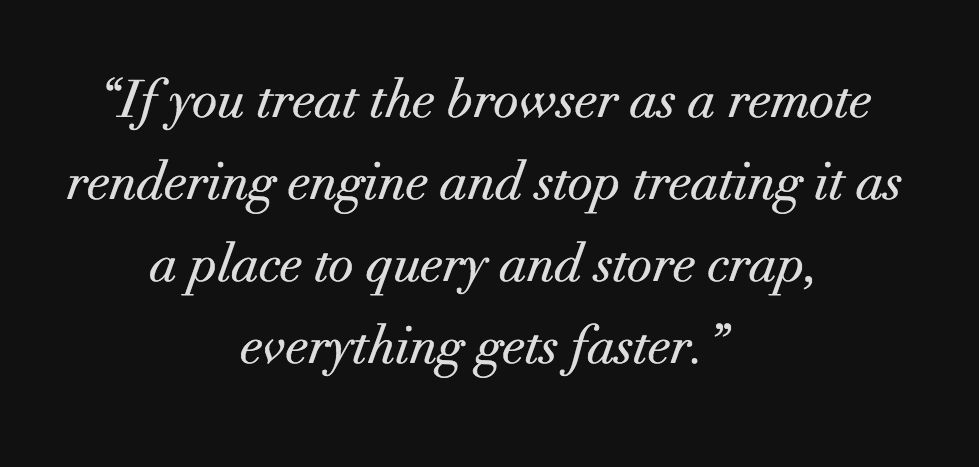 “If you treat the browser as a remote
rendering engine and stop treating it as
a place to query and store crap,
everything gets faster. ”